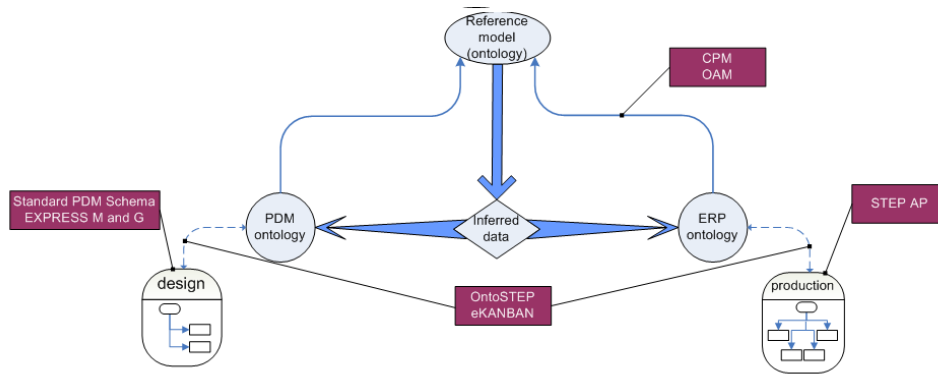 Reference
model
(ontology)
CPM
OAM
Standard PDM Schema
EXPRESS M and G
STEP AP
PDM
ontology
Inferred
data
ERP
ontology
design
OntoSTEP
eKANBAN
production